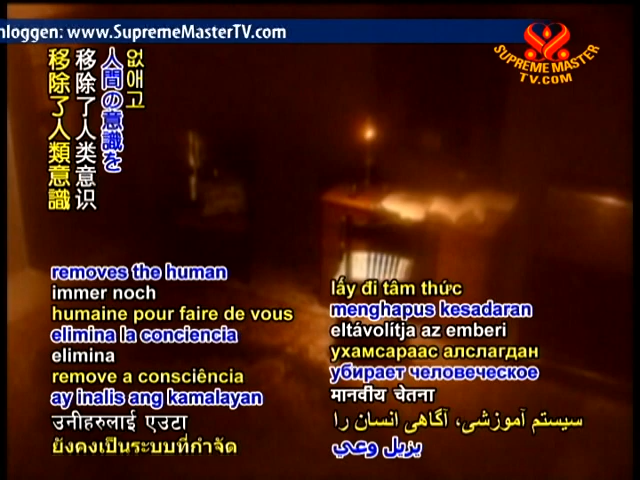 nloggen: www.SupremeMasterTV.com
SUPREME MASTER
TV.COM
없애고
人間の意識を
移除了人类意识
移除了人類意識
removes the human
immer noch
humaine pour faire de vous
elimina la conciencia
elimina
remove a consciência
ay inalis ang kamalayan
उनीहरुलाई एउटा
ยังคงเป็นระบบที่กำจัด
lấy đi tâm thức
menghapus kesadaran
eltávolítja az emberi
ухамсараас алслагдан
убирает человеческое
मानवीय चेतना
سیستم آموزشی، آگاهی انسان را
يزيل وعي